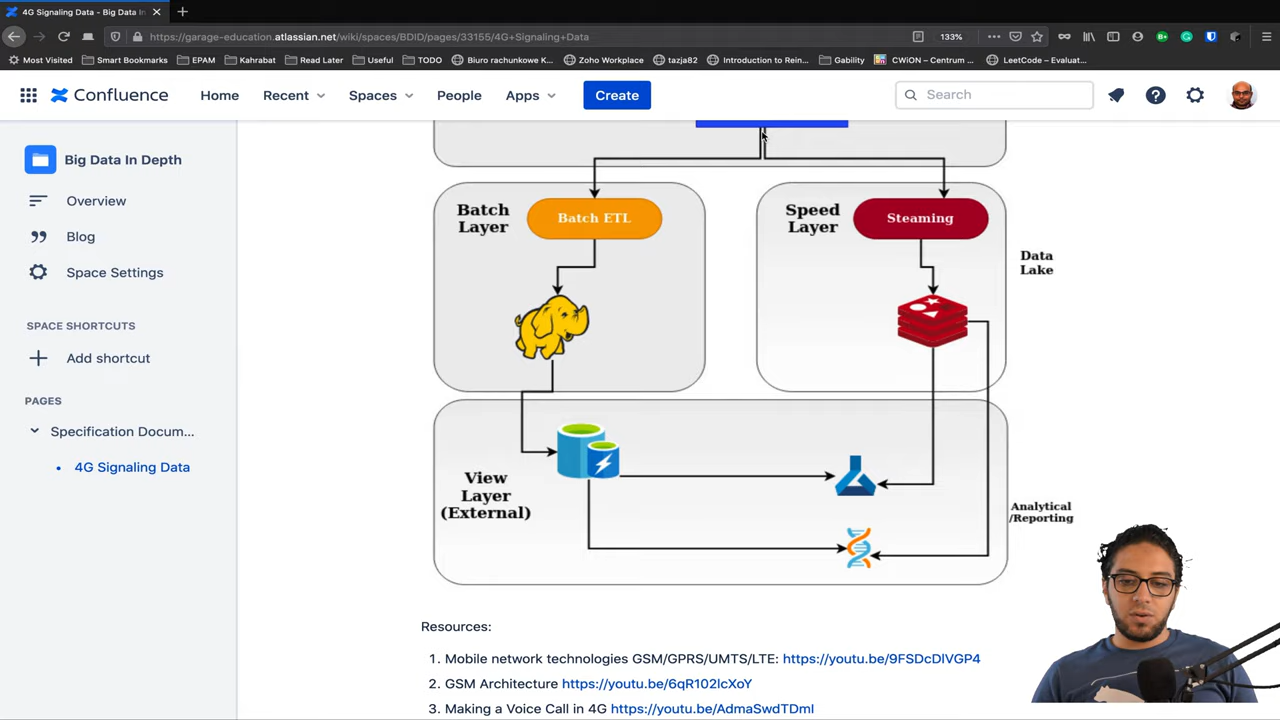 4G Signaling Data - Big Data In De
https://garage-education.atlassian.net/wiki/spaces/BDID/pages/33155/4G+Signaling+Data
133%
Most Visited
Smart Bookmarks
EPAM
Kahrabat
Read Later
Useful
TODO
Biuro rachunkowe K...
Zoho Workplace
tazja82
Introduction to Rein...
Gability
CWiON – Centrum ...
LeetCode – Evaluat...
Confluence
Home
Recent
Spaces
People
Apps
Create
Search
Big Data In Depth
Overview
Blog
Space Settings
SPACE SHORTCUTS
Add shortcut
PAGES
Specification Docum...
• 4G Signaling Data
Batch
Layer
Batch ETL
Speed
Layer
Steaming
Data
Lake
View
Layer
(External)
Analytical
/Reporting
Resources:
1. Mobile network technologies GSM/GPRS/UMTS/LTE: https://youtu.be/9FSDcDlVGP4
2. GSM Architecture https://youtu.be/6qR102lcXoY
3. Making a Voice Call in 4G https://youtu.be/AdmaSwdTDmI